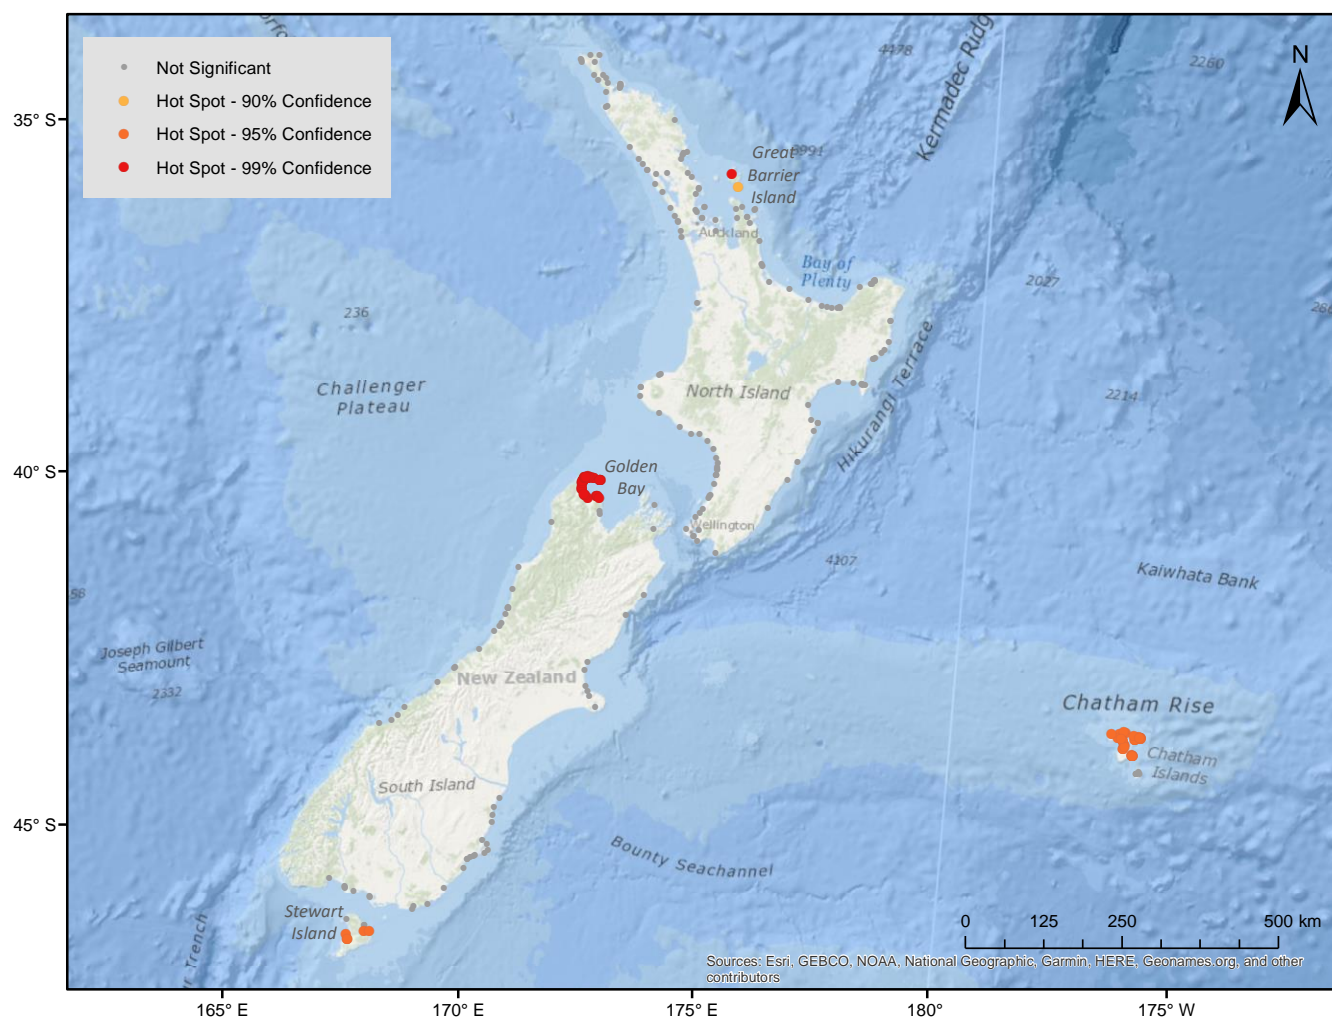 Not Significant
Hot Spot - 90% Confidence
Hot Spot - 95% Confidence
Hot Spot - 99% Confidence
N
4478
2260
Kermadec Ridge
35° S
Great
Barrier
Island
Auckland
Bay of
Plenty
2027
236
Challenger
Plateau
North Island
2214
Hikurangi Terrace
40° S
Golden
Bay
Wellington
4107
Kaiwhata Bank
58
Joseph Gilbert
Seamount
2332
New Zealand
Chatham Rise
Chatham
Islands
South Island
45° S
Bounty Seachannel
Stewart
Island
Trench
0 125 250 500 km
Sources: Esri, GEBCO, NOAA, National Geographic, Garmin, HERE, Geonames.org, and other
contributors
165° E 170° E 175° E 180° 175° W